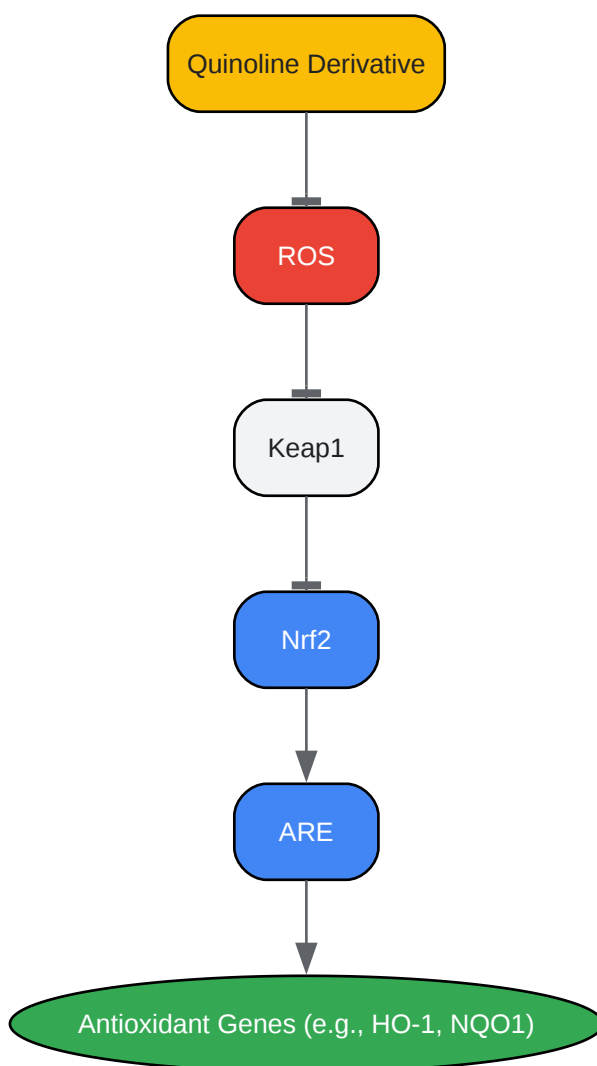 Quinoline Derivative
ROS
Keap1
Nrf2
ARE
Antioxidant Genes (e.g., HO-1, NQO1)